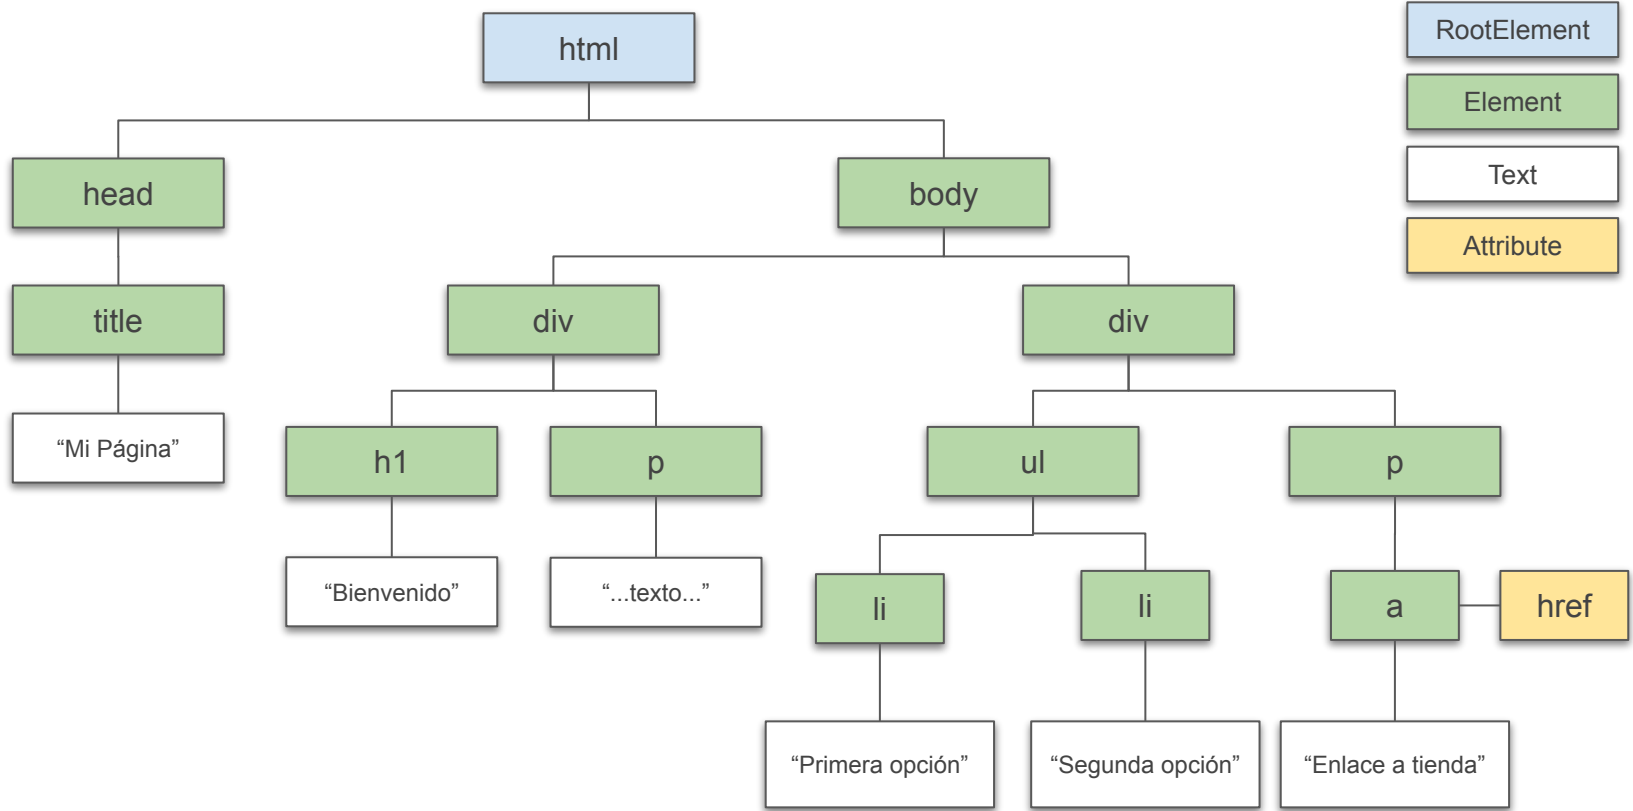 html
RootElement
Element
Text
Attribute
head
body
title
div
div
“Mi Página”
h1
p
ul
p
“Bienvenido”
“...texto...”
li
li
a
href
“Primera opción”
“Segunda opción”
“Enlace a tienda”